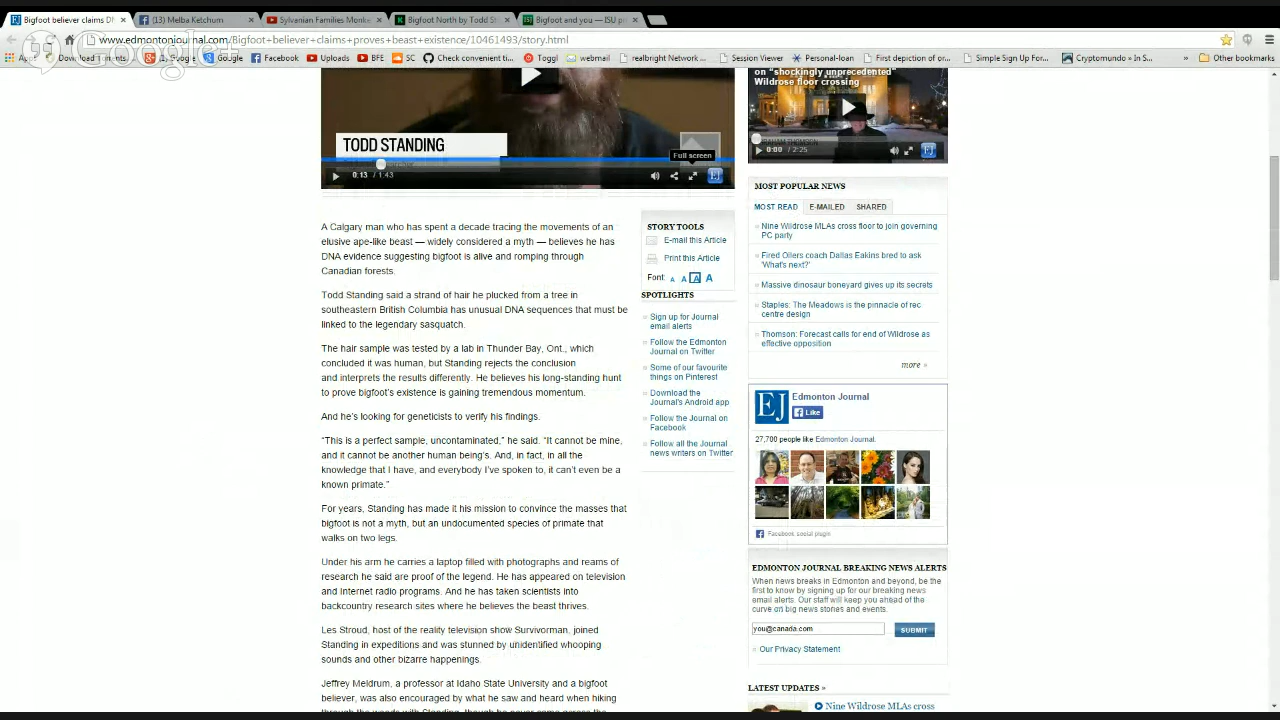 Bigfoot believer claims D
(13) Melba Ketchum
Sylvanian Families Monke
Bigfoot North by Todd St
Bigfoot and you — ISU pr
www.edmontonjournal.com/Bigfoot+believer+claims+proves+beast+existence/10461493/story.html
Google+
Apps
Download Torrents
Google
Google
Facebook
Uploads
BFE
SC
Check convenient ti...
Toggl
webmail
realbright Network ...
Session Viewer
Personal-loan
First depiction of or...
Simple Sign Up For...
Cryptomundo » In S...
»
Other bookmarks
TODD STANDING
Full screen
0:13 / 1:43
EJ
A Calgary man who has spent a decade tracing the movements of an
elusive ape-like beast — widely considered a myth — believes he has
DNA evidence suggesting bigfoot is alive and romping through
Canadian forests.
Todd Standing said a strand of hair he plucked from a tree in
southeastern British Columbia has unusual DNA sequences that must be
linked to the legendary sasquatch.
The hair sample was tested by a lab in Thunder Bay, Ont., which
concluded it was human, but Standing rejects the conclusion
and interprets the results differently. He believes his long-standing hunt
to prove bigfoot's existence is gaining tremendous momentum.
And he's looking for geneticists to verify his findings.
“This is a perfect sample, uncontaminated,” he said. “It cannot be mine,
and it cannot be another human being's. And, in fact, in all the
knowledge that I have, and everybody I've spoken to, it can't even be a
known primate.”
For years, Standing has made it his mission to convince the masses that
bigfoot is not a myth, but an undocumented species of primate that
walks on two legs.
Under his arm he carries a laptop filled with photographs and reams of
research he said are proof of the legend. He has appeared on television
and Internet radio programs. And he has taken scientists into
backcountry research sites where he believes the beast thrives.
Les Stroud, host of the reality television show Survivorman, joined
Standing in expeditions and was stunned by unidentified whooping
sounds and other bizarre happenings.
Jeffrey Meldrum, a professor at Idaho State University and a bigfoot
believer, was also encouraged by what he saw and heard when hiking
through the woods with Standing, though he never came across the
STORY TOOLS
E-mail this Article
Print this Article
Font: A A A A
SPOTLIGHTS
Sign up for Journal
email alerts
Follow the Edmonton
Journal on Twitter
Some of our favourite
things on Pinterest
Download the
Journal's Android app
Follow the Journal on
Facebook
Follow all the Journal
news writers on Twitter
on "shockingly unprecedented"
Wildrose floor crossing
GRAHAM THOMSON
0:00 / 2:25
EJ
MOST POPULAR NEWS
MOST READ
E-MAILED
SHARED
Nine Wildrose MLAs cross floor to join governing
PC party
Fired Oilers coach Dallas Eakins bred to ask
'What's next?'
Massive dinosaur boneyard gives up its secrets
Staples: The Meadows is the pinnacle of rec
centre design
Thomson: Forecast calls for end of Wildrose as
effective opposition
more »
EJ
Edmonton Journal
Like
27,700 people like Edmonton Journal.
Facebook social plugin
EDMONTON JOURNAL BREAKING NEWS ALERTS
When news breaks in Edmonton and beyond, be the
first to know by signing up for our breaking news
email alerts. Our staff will keep you ahead of the
curve on big news stories and events.
you@canada.com
SUBMIT
Our Privacy Statement
LATEST UPDATES »
Nine Wildrose MLAs cross